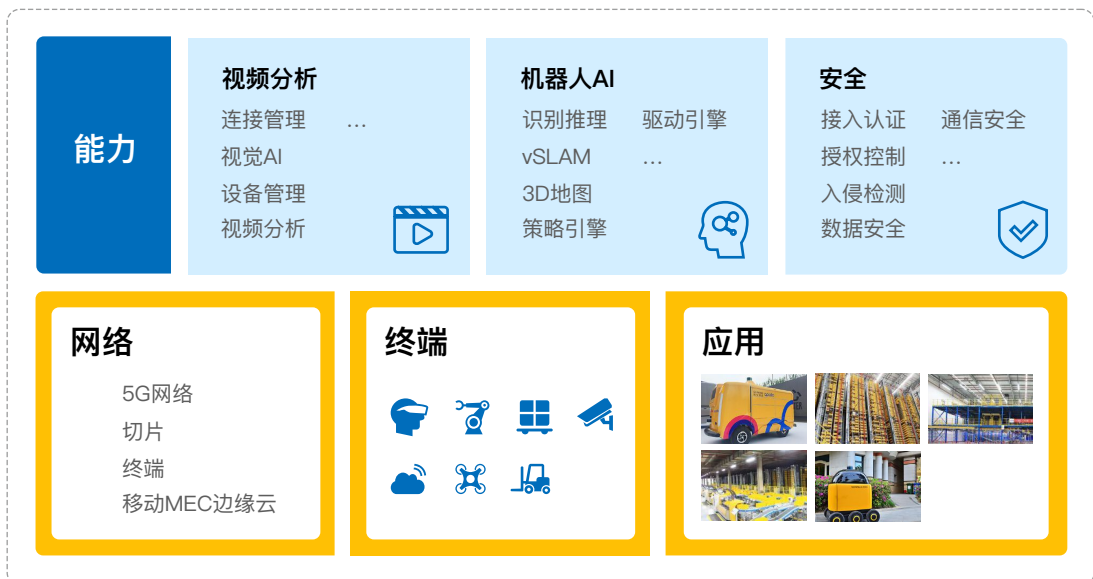 能力
视频分析
连接管理 …
视觉AI
设备管理
视频分析
机器人AI
识别推理 驱动引擎
vSLAM …
3D地图
策略引擎
安全
接入认证 通信安全
授权控制 …
入侵检测
数据安全
网络
5G网络
切片
终端
移动MEC边缘云
终端
应用